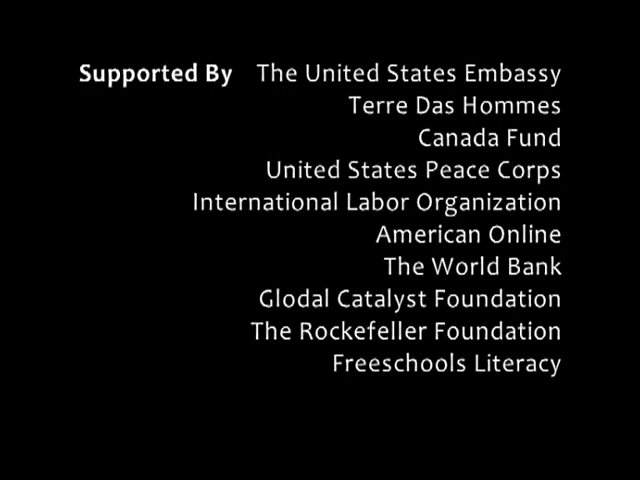 Supported By The United States Embassy
Terre Das Hommes
Canada Fund
United States Peace Corps
International Labor Organization
American Online
The World Bank
Glodal Catalyst Foundation
The Rockefeller Foundation
Freeschools Literacy